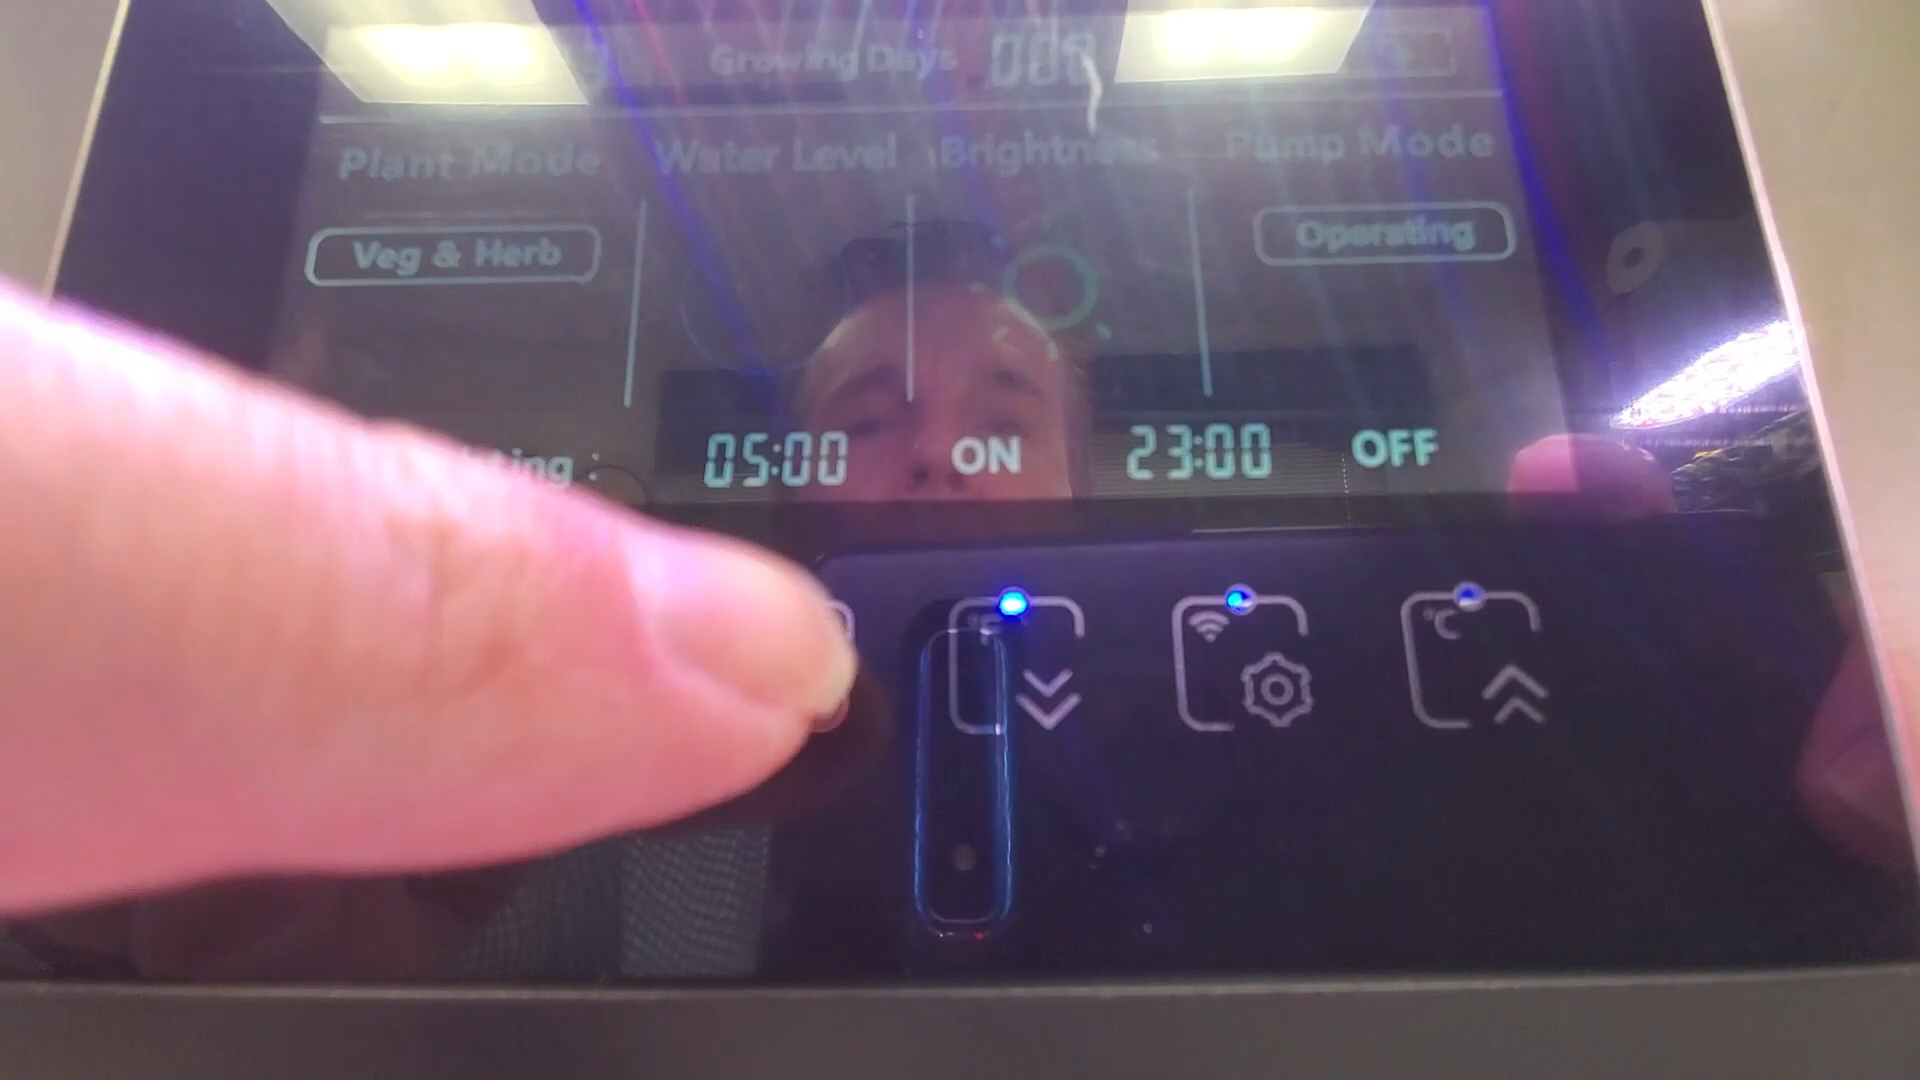 Growing Days
Plant Mode Water Level Brightness Pump Mode
Veg & Herb Operating
05:00 ON 23:00 OFF
°F °C